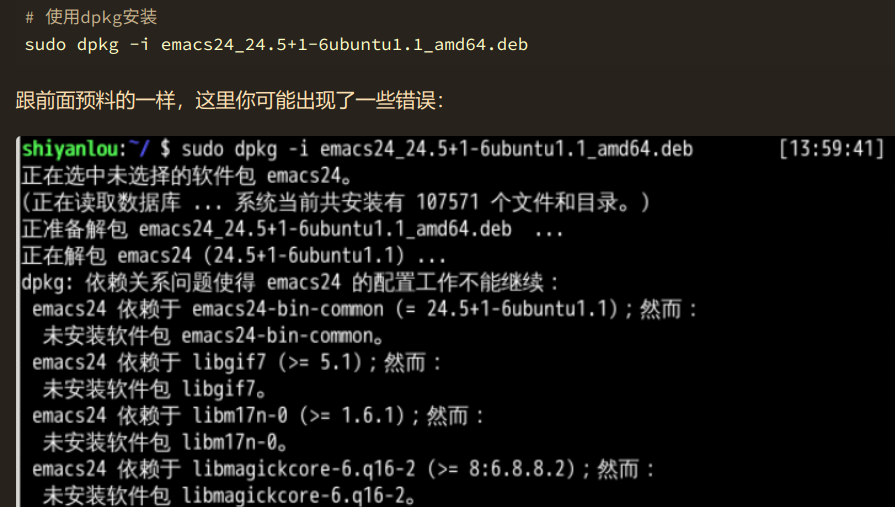 # 使用dpkg安装
sudo dpkg -i emacs24_24.5+1-6ubuntu1.1_amd64.deb
跟前面预料的一样，这里你可能出现了一些错误：
shiyanlou:~/ $ sudo dpkg -i emacs24_24.5+1-6ubuntu1.1_amd64.deb [13:59:41]
正在选中未选择的软件包 emacs24。
(正在读取数据库 ... 系统当前共安装有 107571 个文件和目录。)
正准备解包 emacs24_24.5+1-6ubuntu1.1_amd64.deb ...
正在解包 emacs24 (24.5+1-6ubuntu1.1) ...
dpkg: 依赖关系问题使得 emacs24 的配置工作不能继续：
emacs24 依赖于 emacs24-bin-common (= 24.5+1-6ubuntu1.1)；然而：
未安装软件包 emacs24-bin-common。
emacs24 依赖于 libgif7 (>= 5.1)；然而：
未安装软件包 libgif7。
emacs24 依赖于 libm17n-0 (>= 1.6.1)；然而：
未安装软件包 libm17n-0。
emacs24 依赖于 libmagickcore-6.q16-2 (>= 8:6.8.8.2)；然而：
未安装软件包 libmagickcore-6.q16-2。